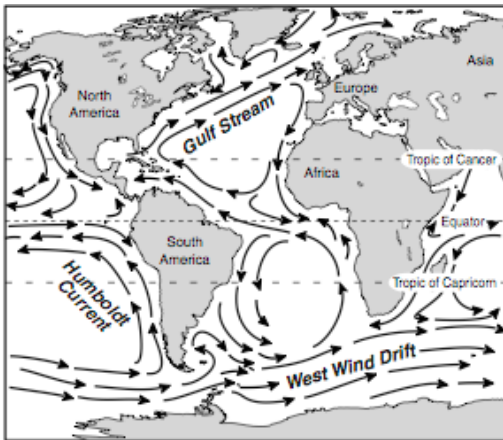 Asia
North
America
Europe
Gulf Stream
Tropic of Cancer
Africa
Equator
South
America
Humboldt
Current
Tropic of Capricorn
West Wind Drift